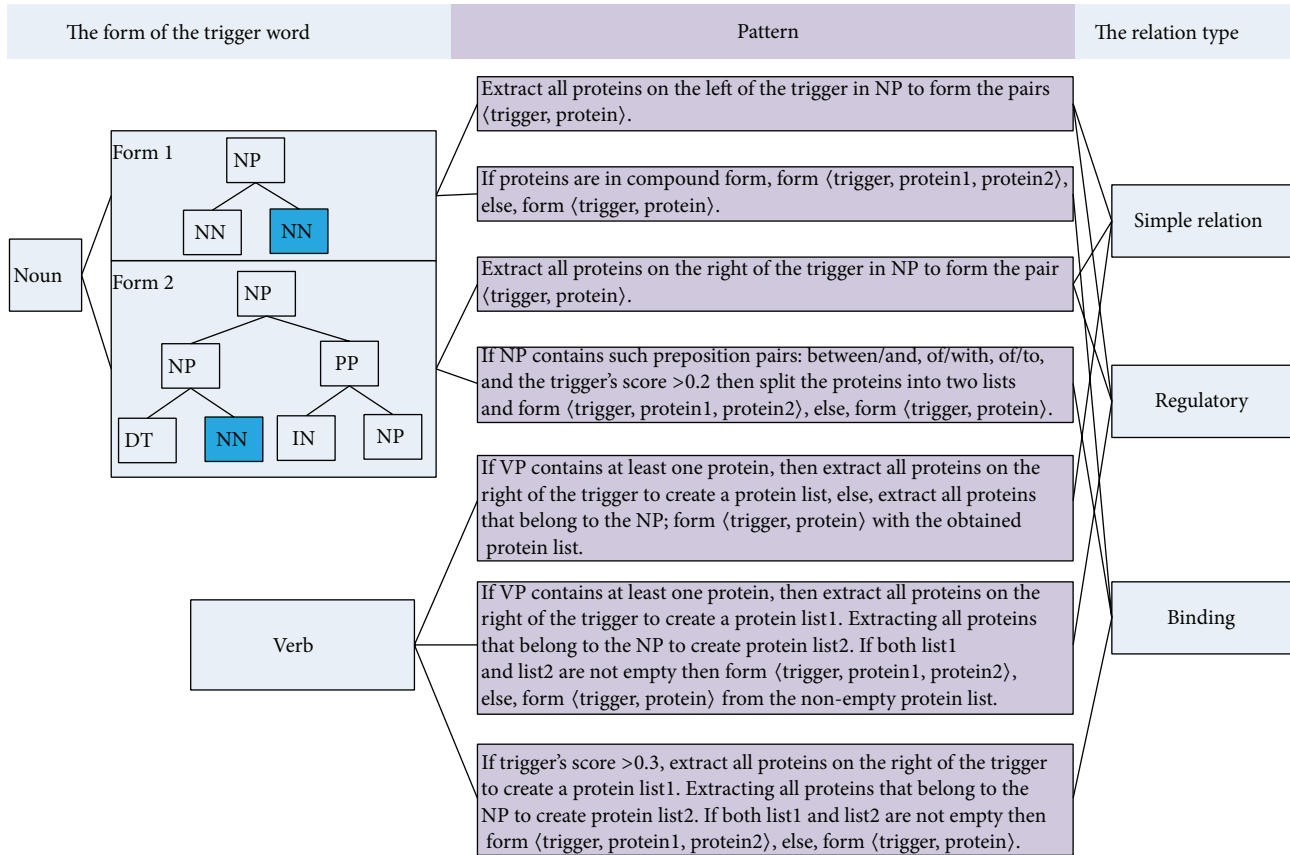 The form of the trigger word
Pattern
The relation type
Noun
Form 1
NP
NN
NN
Form 2
NP
NP
PP
DT
NN
IN
NP
Verb
Extract all proteins on the left of the trigger in NP to form the pairs
⟨trigger, protein⟩.
If proteins are in compound form, form ⟨trigger, protein1, protein2⟩,
else, form ⟨trigger, protein⟩.
Extract all proteins on the right of the trigger in NP to form the pair
⟨trigger, protein⟩.
If NP contains such preposition pairs: between/and, of/with, of/to,
and the trigger's score >0.2 then split the proteins into two lists
and form ⟨trigger, protein1, protein2⟩, else, form ⟨trigger, protein⟩.
If VP contains at least one protein, then extract all proteins on the
right of the trigger to create a protein list, else, extract all proteins
that belong to the NP; form ⟨trigger, protein⟩ with the obtained
protein list.
If VP contains at least one protein, then extract all proteins on the
right of the trigger to create a protein list1. Extracting all proteins
that belong to the NP to create protein list2. If both list1
and list2 are not empty then form ⟨trigger, protein1, protein2⟩,
else, form ⟨trigger, protein⟩ from the non-empty protein list.
If trigger's score >0.3, extract all proteins on the right of the trigger
to create a protein list1. Extracting all proteins that belong to the
NP to create protein list2. If both list1 and list2 are not empty then
form ⟨trigger, protein1, protein2⟩, else, form ⟨trigger, protein⟩.
Simple relation
Regulatory
Binding